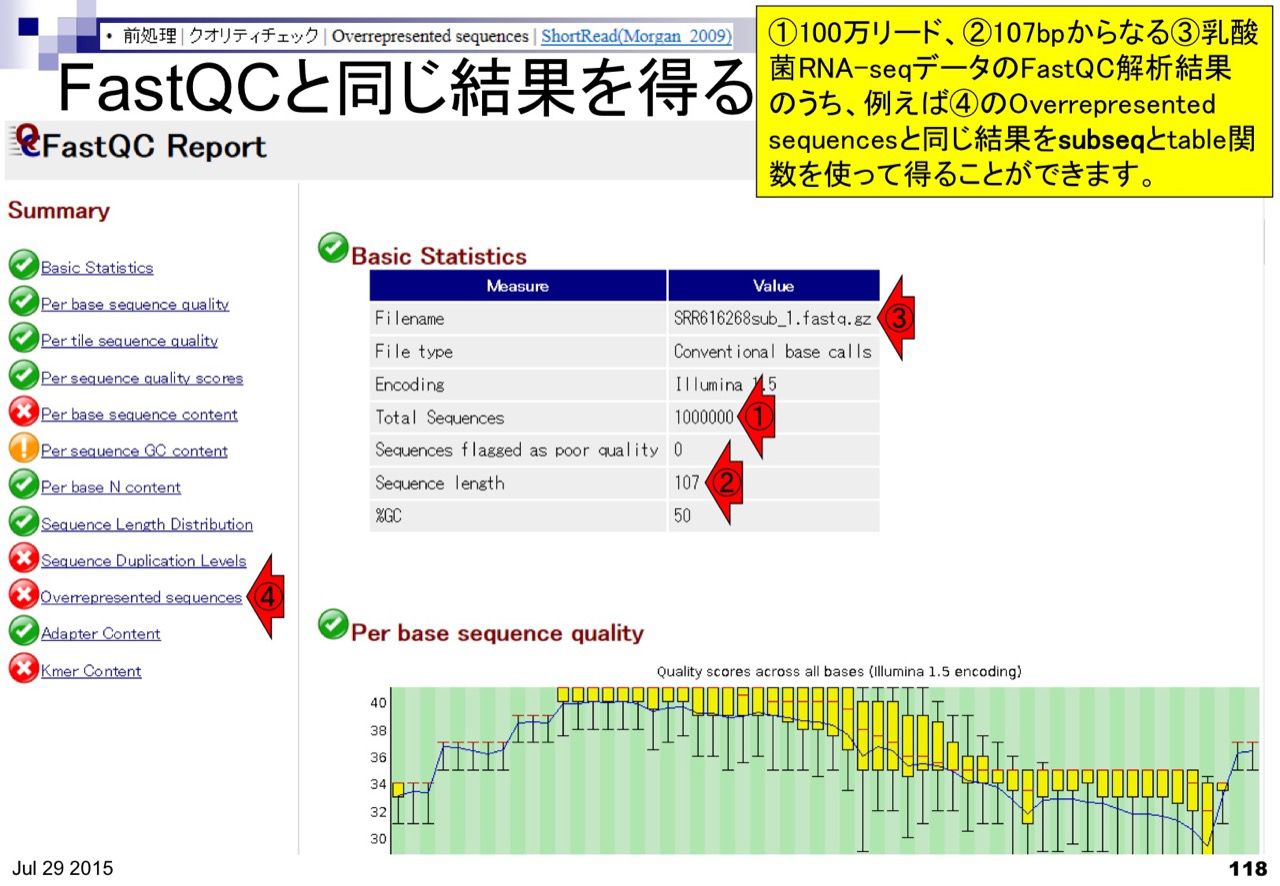 • 前処理 | クオリティチェック | Overrepresented sequences | ShortRead(Morgan_2009)
FastQCと同じ結果を得る
①100万リード、②107bpからなる③乳酸
菌RNA-seqデータのFastQC解析結果
のうち、例えば④のOverrepresented
sequencesと同じ結果をsubseqとtable関
数を使って得ることができます。
FastQC Report
Summary
Basic Statistics
Per base sequence quality
Per tile sequence quality
Per sequence quality scores
Per base sequence content
Per sequence GC content
Per base N content
Sequence Length Distribution
Sequence Duplication Levels
Overrepresented sequences ④
Adapter Content
Kmer Content
Basic Statistics
Measure Value
Filename SRR616268sub_1.fastq.gz ③
File type Conventional base calls
Encoding Illumina 1.5
Total Sequences 1000000 ①
Sequences flagged as poor quality 0
Sequence length 107 ②
%GC 50
Per base sequence quality
Quality scores across all bases (Illumina 1.5 encoding)
40
38
36
34
32
30
Jul 29 2015
118